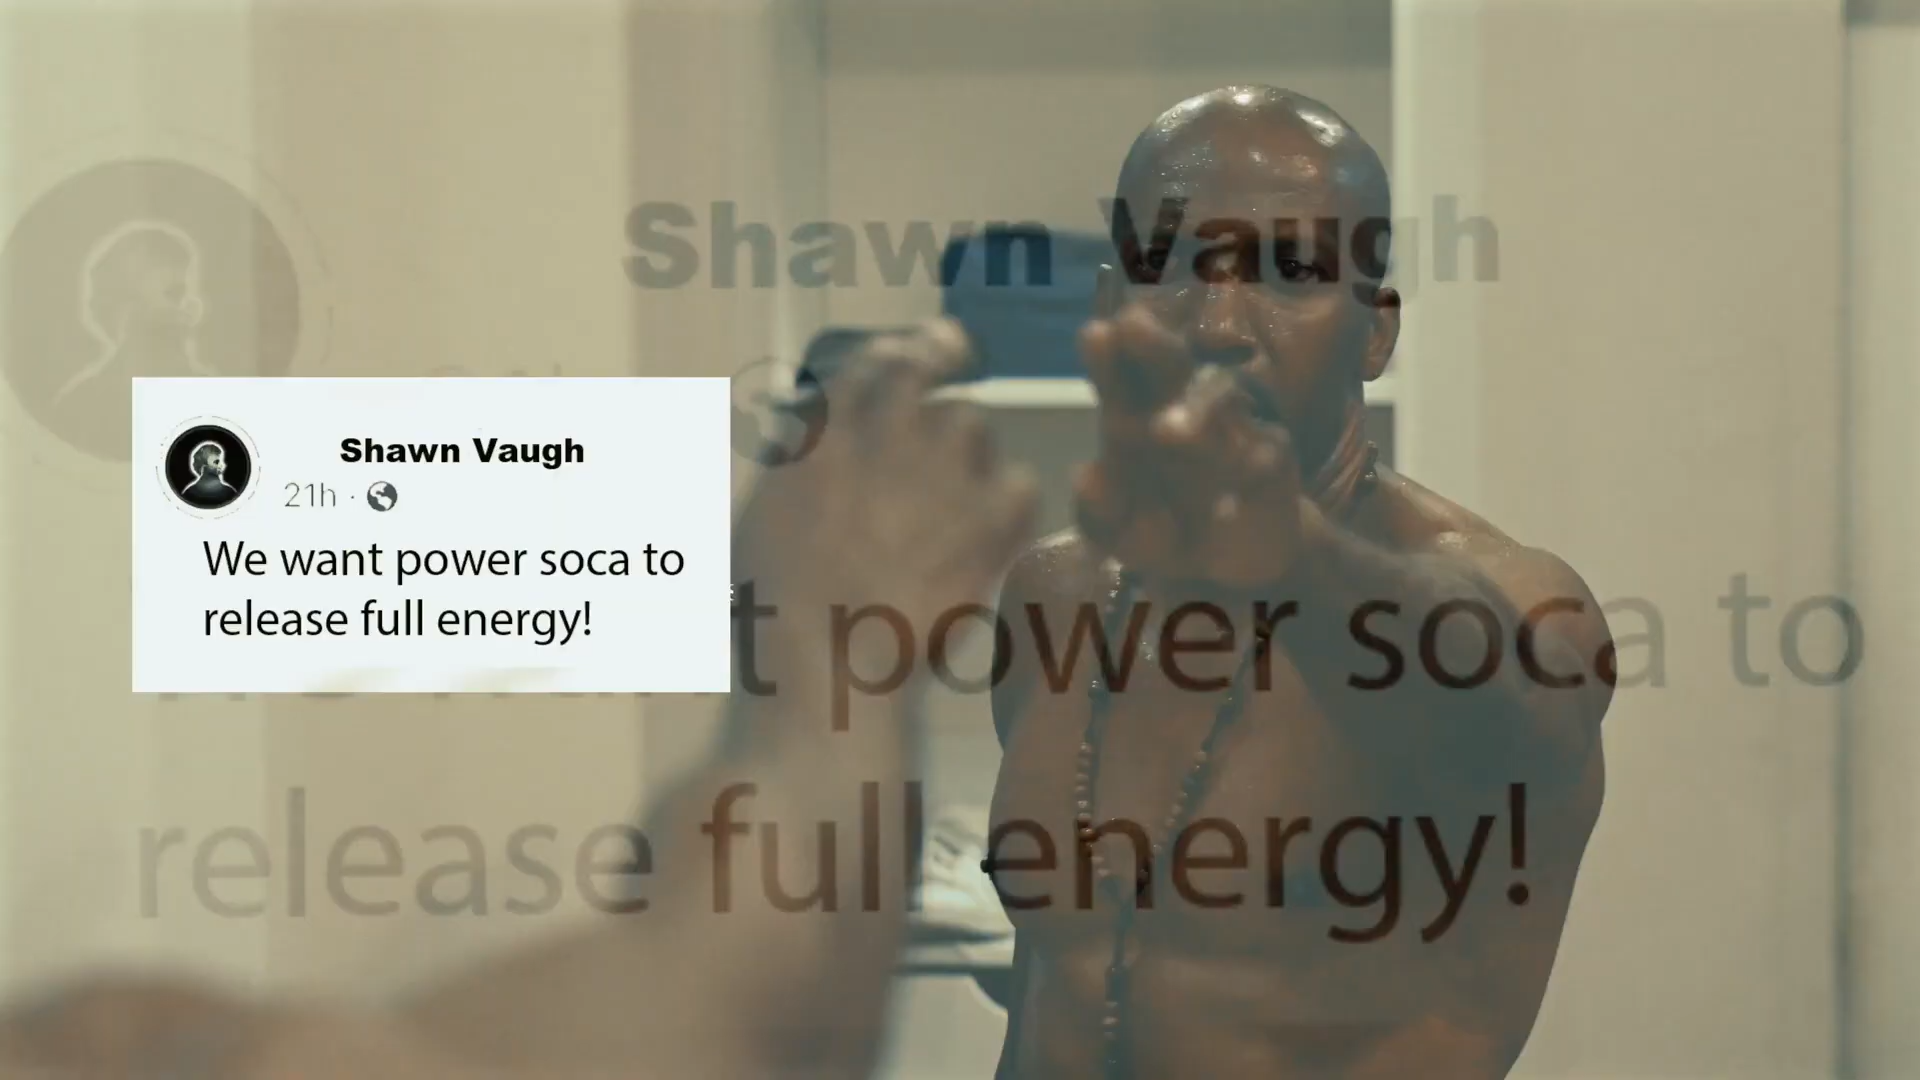 Shawn Vaugh
Shawn Vaugh
21h ·
We want power soca to
release full energy!
t power soca to
release full energy!